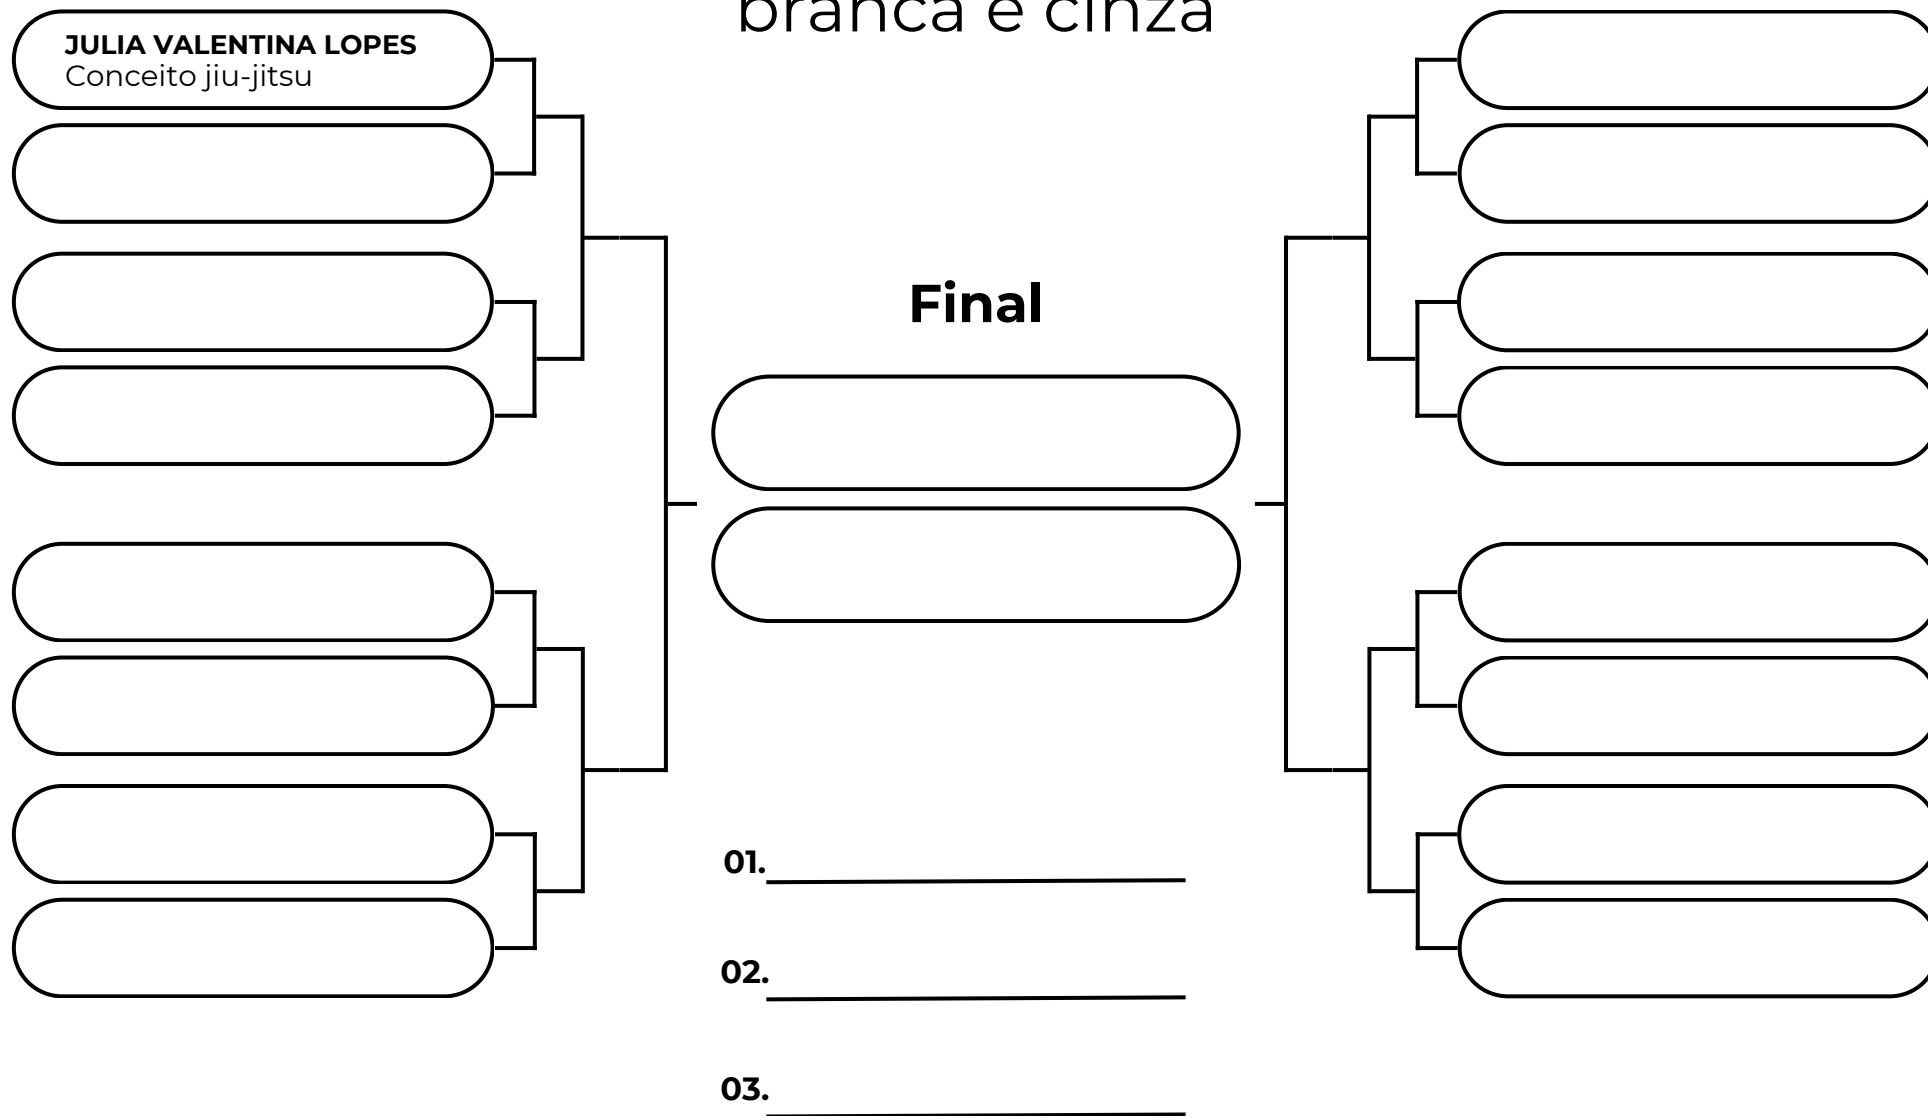 branca e cinza
JULIA VALENTINA LOPES
Conceito jiu-jitsu
Final
01.
02.
03.